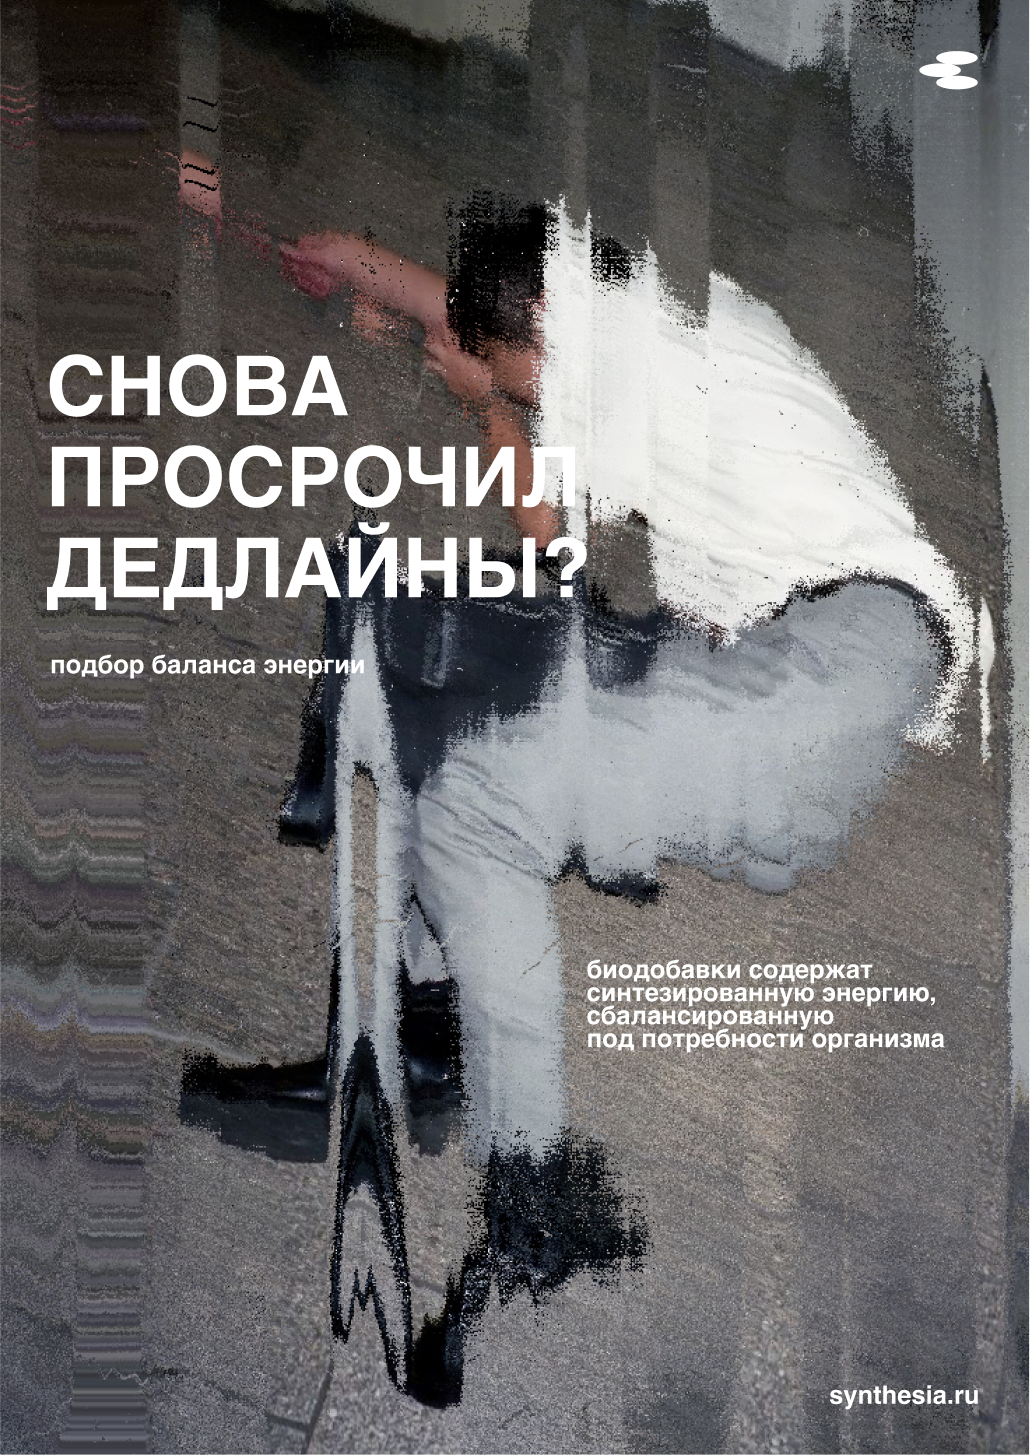 СНОВА
ПРОСРОЧИЛ
ДЕДЛАЙНЫ?
подбор баланса энергии
биодобавки содержат
синтезированную энергию,
сбалансированную
под потребности организма
synthesia.ru